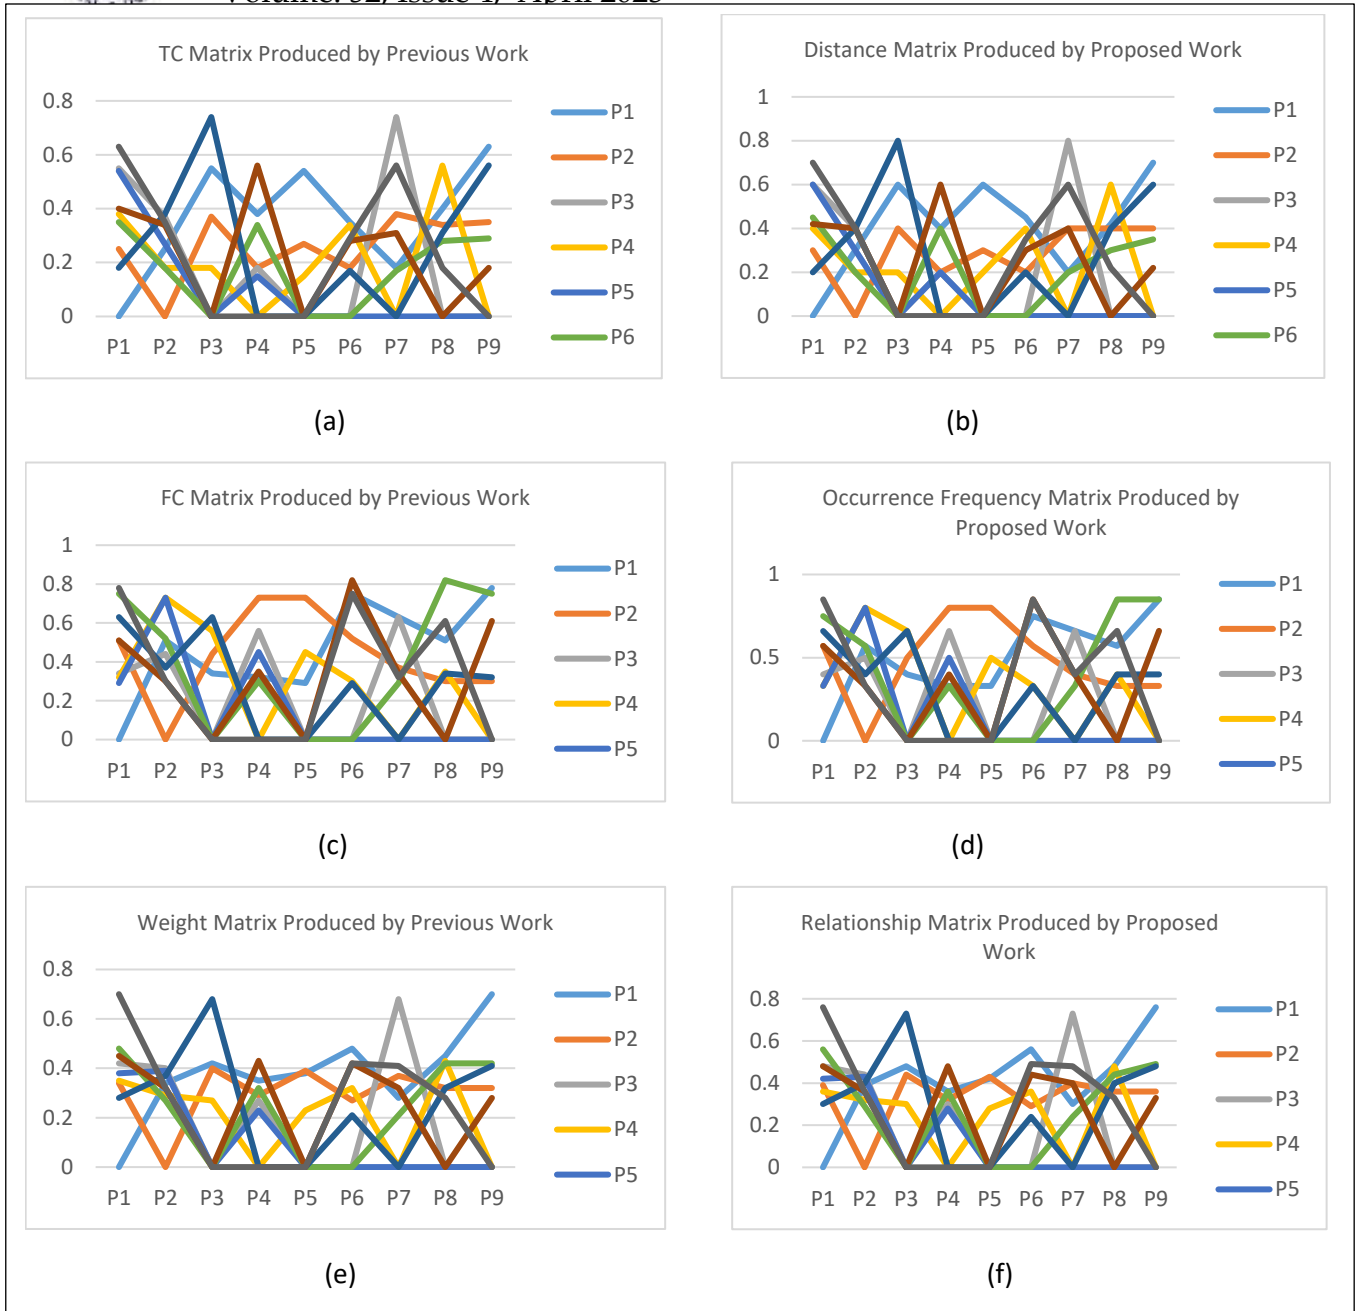 Volume: 52, Issue 1, April 2025
TC Matrix Produced by Previous Work
0.8
0.6
0.4
0.2
0
P1 P2 P3 P4 P5 P6 P7 P8 P9
P1
P2
P3
P4
P5
P6
(a)
Distance Matrix Produced by Proposed Work
1
0.8
0.6
0.4
0.2
0
P1 P2 P3 P4 P5 P6 P7 P8 P9
P1
P2
P3
P4
P5
P6
(b)
FC Matrix Produced by Previous Work
1
0.8
0.6
0.4
0.2
0
P1 P2 P3 P4 P5 P6 P7 P8 P9
P1
P2
P3
P4
P5
(c)
Occurrence Frequency Matrix Produced by
Proposed Work
1
0.5
0
P1 P2 P3 P4 P5 P6 P7 P8 P9
P1
P2
P3
P4
P5
(d)
Weight Matrix Produced by Previous Work
0.8
0.6
0.4
0.2
0
P1 P2 P3 P4 P5 P6 P7 P8 P9
P1
P2
P3
P4
P5
(e)
Relationship Matrix Produced by Proposed
Work
0.8
0.6
0.4
0.2
0
P1 P2 P3 P4 P5 P6 P7 P8 P9
P1
P2
P3
P4
P5
(f)